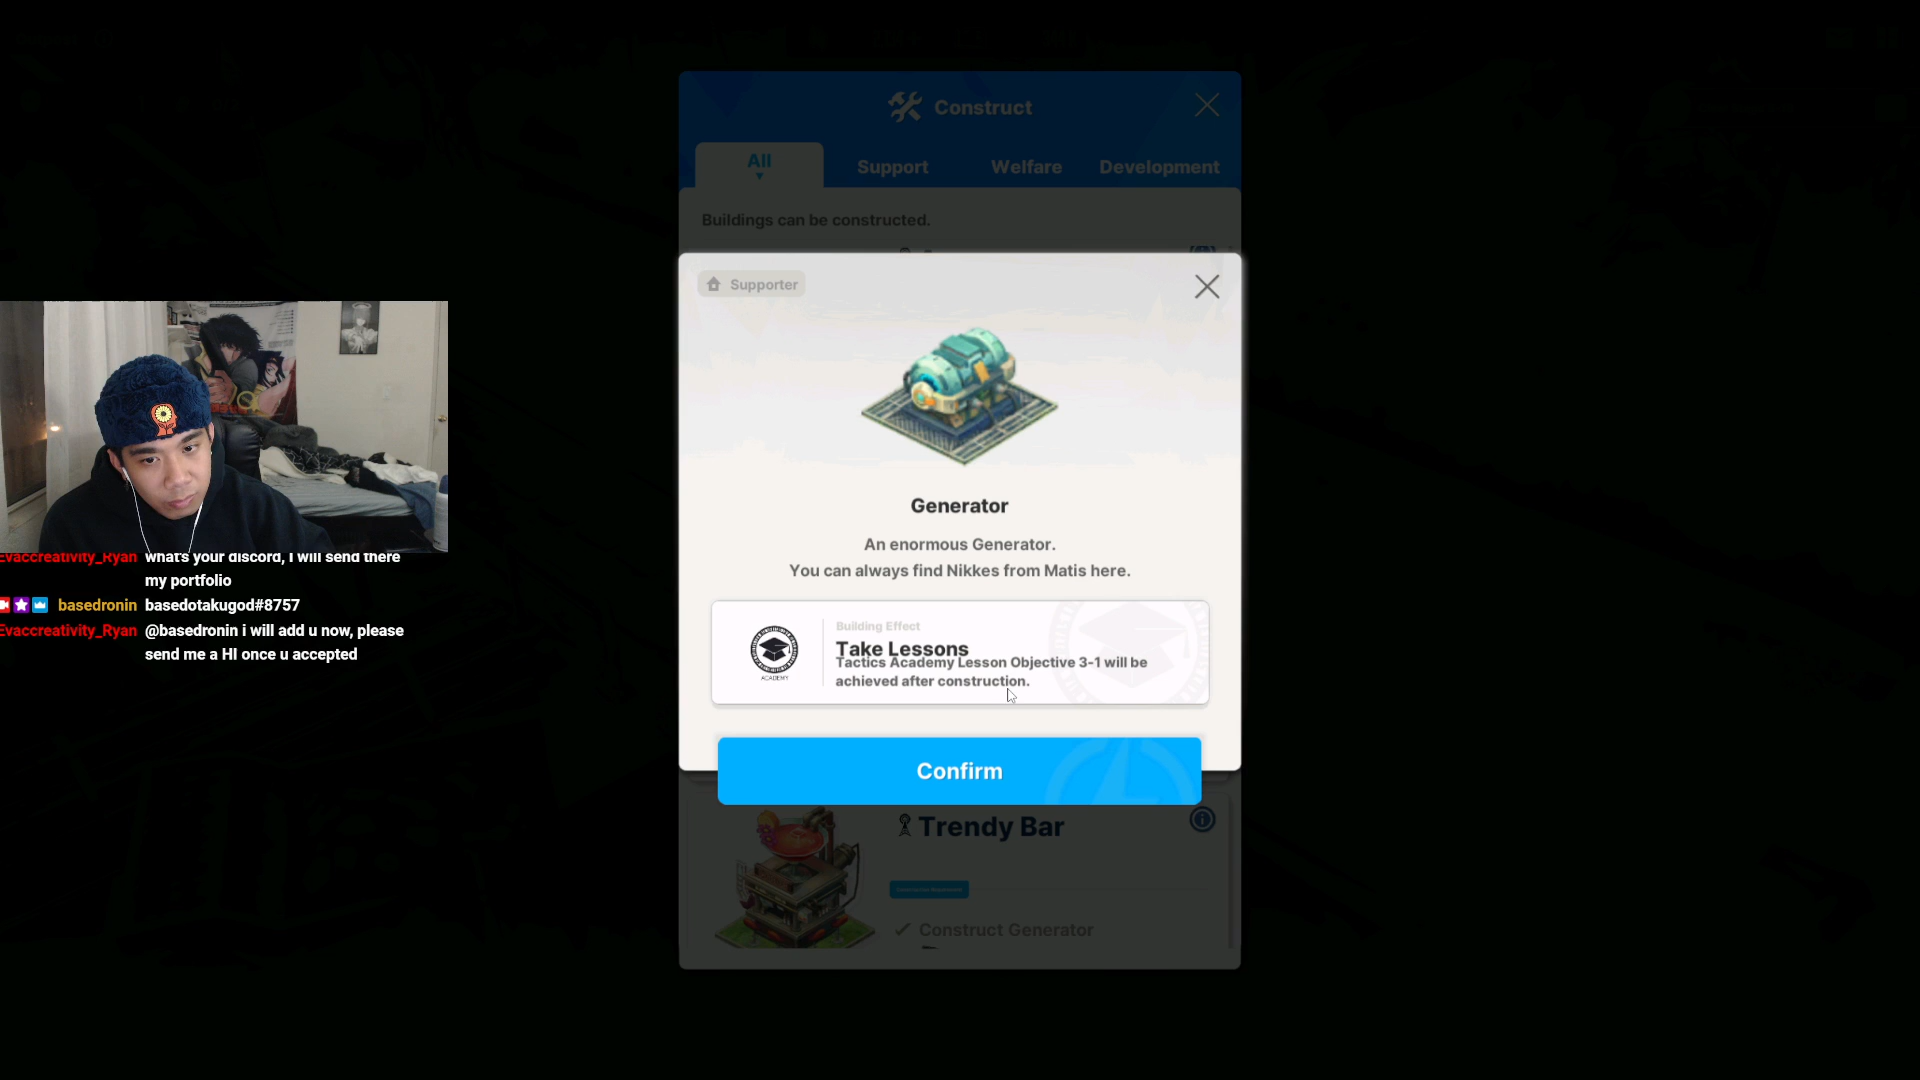 Construct
All
Support
Welfare
Development
Buildings can be constructed.
Supporter
Generator
An enormous Generator.
You can always find Nikkes from Matis here.
Building Effect
Take Lessons
Tactics Academy Lesson Objective 3-1 will be
achieved after construction.
ACADEMY
Confirm
Trendy Bar
Construct Generator
Evaccreativity_Ryan what's your discord, I will send there
my portfolio
basedronin basedotakugod#8757
Evaccreativity_Ryan @basedronin i will add u now, please
send me a HI once u accepted